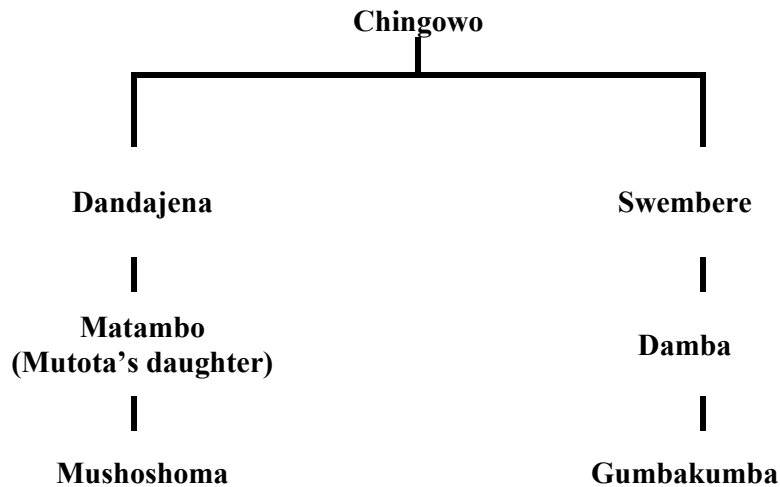 Chingowo
Dandajena
Swembere
Matambo
(Mutota’s daughter)
Damba
Mushoshoma
Gumbakumba